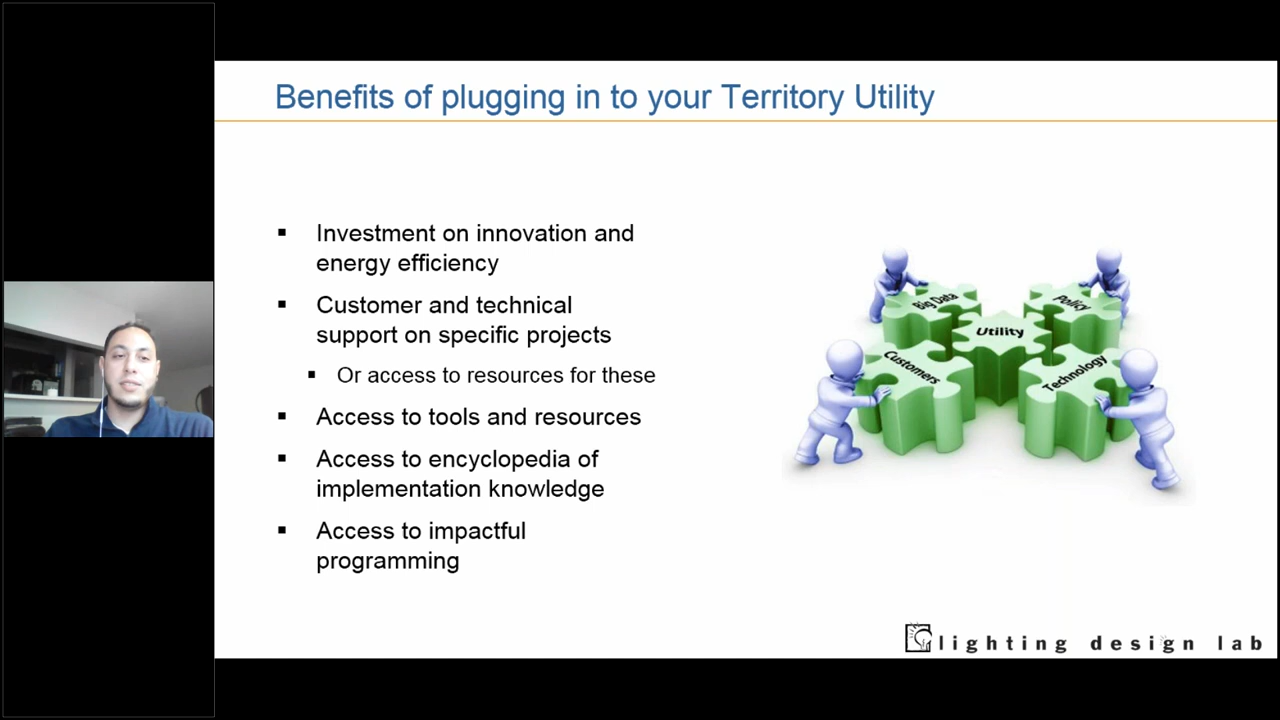 Benefits of plugging in to your Territory Utility
▪ Investment on innovation and
energy efficiency
▪ Customer and technical
support on specific projects
▪ Or access to resources for these
▪ Access to tools and resources
▪ Access to encyclopedia of
implementation knowledge
▪ Access to impactful
programming
Big Data
Policy
Utility
Customers
Technology
lighting design lab